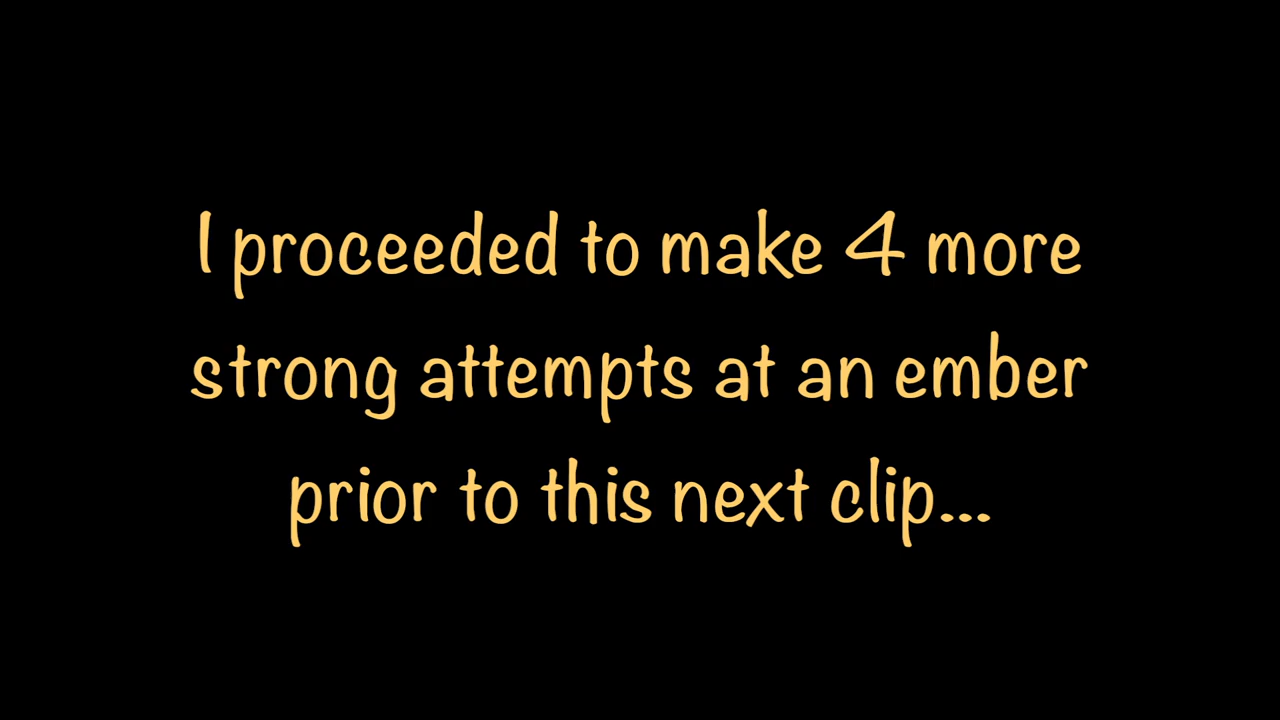 I proceeded to make 4 more
strong attempts at an ember
prior to this next clip...